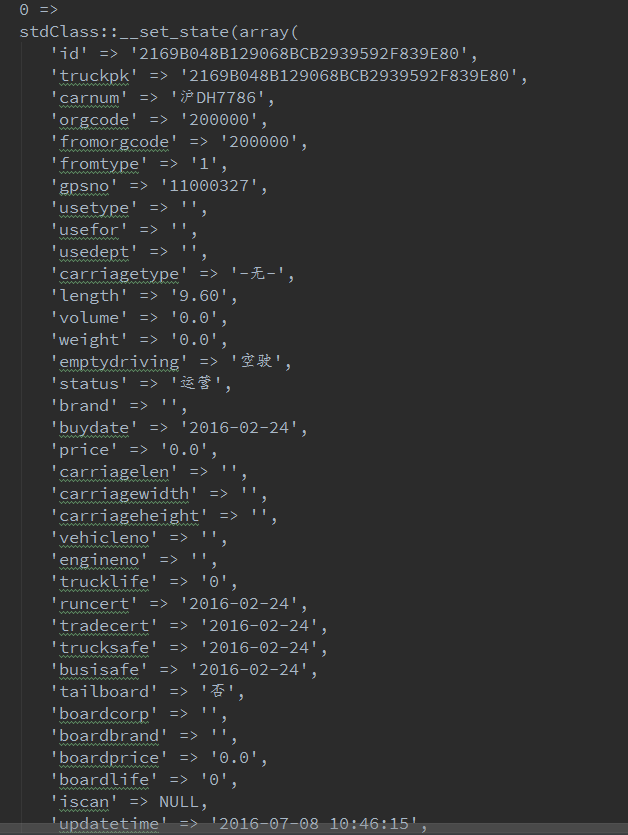 0 =>
stdClass::__set_state(array(
'id' => '2169B048B129068BCB2939592F839E80',
'truckpk' => '2169B048B129068BCB2939592F839E80',
'carnum' => '沪DH7786',
'orgcode' => '200000',
'fromorgcode' => '200000',
'fromtype' => '1',
'gpsno' => '11000327',
'usetype' => '',
'usefor' => '',
'usedept' => '',
'carriagetype' => '-无-',
'length' => '9.60',
'volume' => '0.0',
'weight' => '0.0',
'emptydriving' => '空驶',
'status' => '运营',
'brand' => '',
'buydate' => '2016-02-24',
'price' => '0.0',
'carriagelen' => '',
'carriagewidth' => '',
'carriageheight' => '',
'vehicleno' => '',
'engineno' => '',
'trucklife' => '0',
'runcert' => '2016-02-24',
'tradecert' => '2016-02-24',
'trucksafe' => '2016-02-24',
'busisafe' => '2016-02-24',
'tailboard' => '否',
'boardcorp' => '',
'boardbrand' => '',
'boardprice' => '0.0',
'boardlife' => '0',
'iscan' => NULL,
'updatetime' => '2016-07-08 10:46:15',